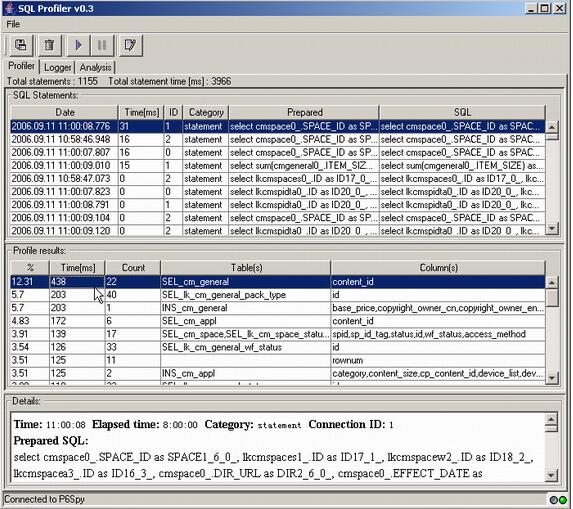 SQL Profiler v0.3
File
Profiler Logger Analysis
Total statements : 1155 Total statement time [ms] : 3966
SQL Statements:
Date Time[ms] ID Category Prepared SQL
2006.09.11 11:00:08.776 31 1 statement select cmspace0_.SPACE_ID as SP... select cmspace0_.SPACE_ID as SPAC...
2006.09.11 10:58:46.948 16 2 statement select cmspace0_.SPACE_ID as SP... select cmspace0_.SPACE_ID as SPAC...
2006.09.11 11:00:07.807 16 0 statement select cmspace0_.SPACE_ID as SP... select cmspace0_.SPACE_ID as SPAC...
2006.09.11 11:00:09.010 15 1 statement select sum(cmgeneral0_.ITEM_SIZ... select sum(cmgeneral0_.ITEM_SIZE) as...
2006.09.11 10:58:47.073 0 2 statement select lkcmspaces0_.ID as ID17_0_... select lkcmspaces0_.ID as ID17_0_, lkc...
2006.09.11 11:00:07.823 0 0 statement select lkcmspidta0_.ID as ID20_0_,... select lkcmspidta0_.ID as ID20_0_, lkc...
2006.09.11 11:00:08.791 0 1 statement select lkcmspidta0_.ID as ID20_0_,... select lkcmspidta0_.ID as ID20_0_, lkc...
2006.09.11 11:00:09.104 0 2 statement select lkcmspidta0_.ID as ID20_0_,... select lkcmspidta0_.ID as ID20_0_, lkc...
2006.09.11 11:00:09.120 0 0 statement select lkcmspidta0_.ID as ID20_0_,... select lkcmspidta0_.ID as ID20_0_, lkc...
Profile results:
% Time[ms] Count Table(s) Column(s)
12.31 438 22 SEL_cm_general content_id
5.7 203 40 SEL_lk_cm_general_pack_type id
5.7 203 1 INS_cm_general base_price,copyright_owner_cn,copyright_owner_en...
4.83 172 6 SEL_cm_appl content_id
3.91 139 17 SEL_cm_space,SEL_lk_cm_space_statu... spid,sp_id_tag,status,id,wf_status,access_method
3.54 126 33 SEL_lk_cm_general_wf_status id
3.51 125 11 rownum
3.51 125 2 INS_cm_appl category,content_size,cp_content_id,device_list,dev...
Details:
Time: 11:00:08 Elapsed time: 8:00:00 Category: statement Connection ID: 1
Prepared SQL:
select cmspace0_.SPACE_ID as SPACE1_6_0_, lkcmspaces1_.ID as ID17_1_, lkcmspacew2_.ID as ID18_2_,
lkcmspacea3_.ID as ID16_3_, cmspace0_.DIR_URL as DIR2_6_0_, cmspace0_.EFFECT_DATE as
Connected to P6Spy